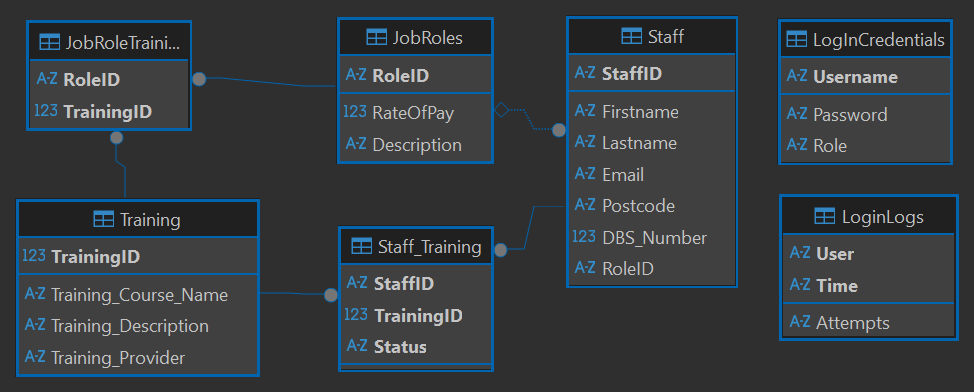 JobRoleTraini...
A-Z RoleID
123 TrainingID
JobRoles
A-Z RoleID
123 RateOfPay
A-Z Description
Staff
A-Z StaffID
A-Z Firstname
A-Z Lastname
A-Z Email
A-Z Postcode
123 DBS_Number
A-Z RoleID
LogInCredentials
A-Z Username
A-Z Password
A-Z Role
Training
123 TrainingID
A-Z Training_Course_Name
A-Z Training_Description
A-Z Training_Provider
Staff_Training
A-Z StaffID
123 TrainingID
A-Z Status
LoginLogs
A-Z User
A-Z Time
A-Z Attempts